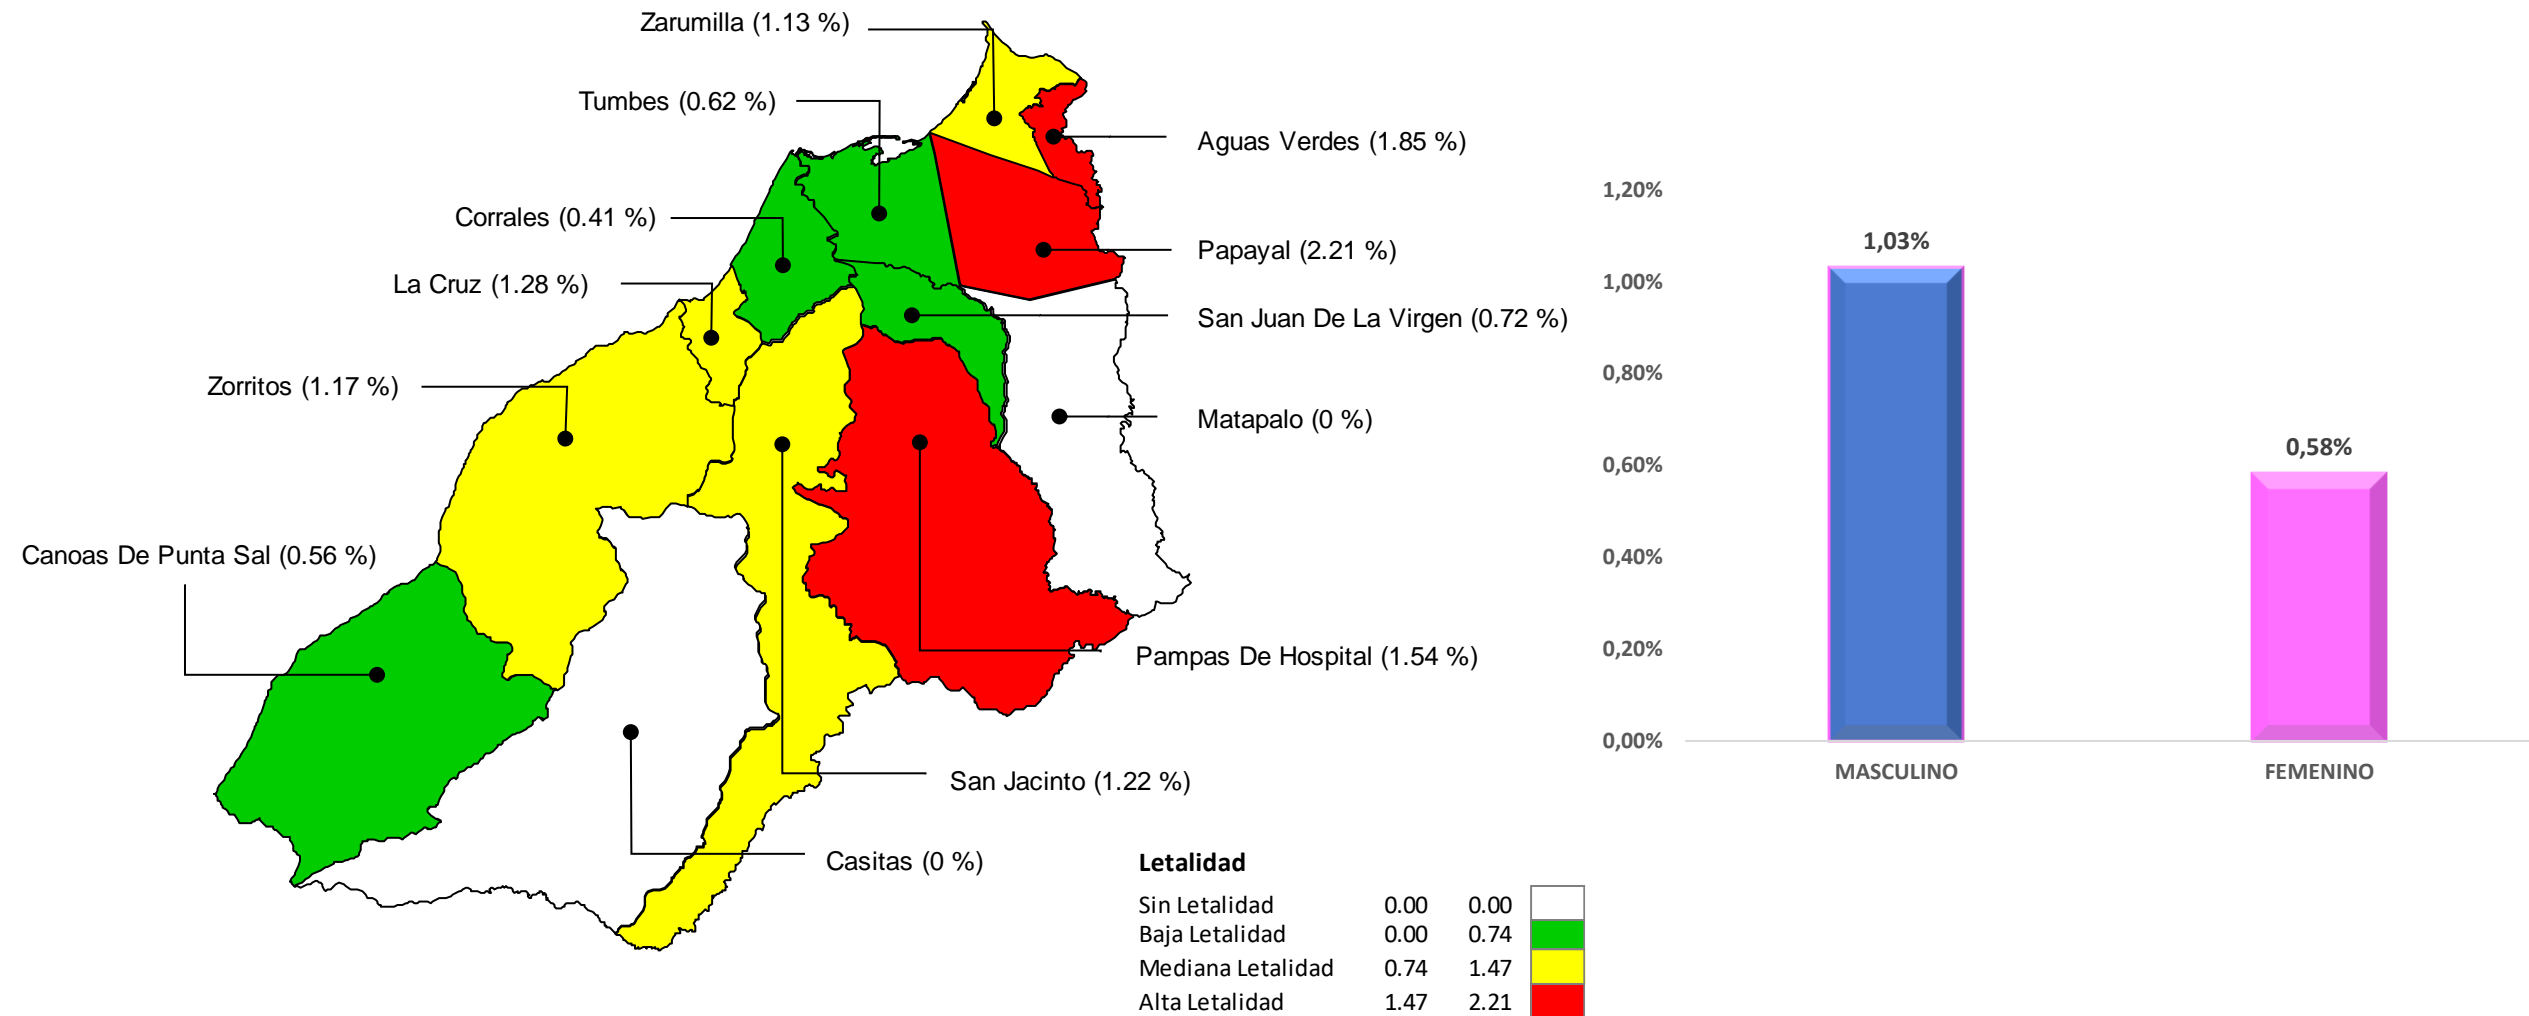 Zarumilla (1.13 %)
Tumbes (0.62 %)
Aguas Verdes (1.85 %)
Corrales (0.41 %)
Papayal (2.21 %)
La Cruz (1.28 %)
San Juan De La Virgen (0.72 %)
Zorritos (1.17 %)
Matapalo (0 %)
Canoas De Punta Sal (0.56 %)
Pampas De Hospital (1.54 %)
San Jacinto (1.22 %)
Casitas (0 %)
Letalidad
Sin Letalidad 0.00 0.00
Baja Letalidad 0.00 0.74
Mediana Letalidad 0.74 1.47
Alta Letalidad 1.47 2.21
1,20%
1,00%
0,80%
0,60%
0,40%
0,20%
0,00%
1,03%
0,58%
MASCULINO
FEMENINO